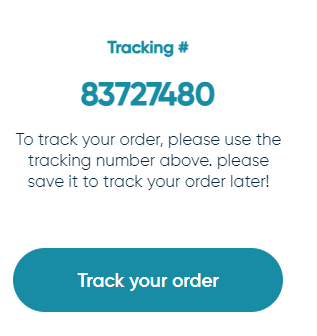 Tracking #
83727480
To track your order, please use the
tracking number above. please
save it to track your order later!
Track your order